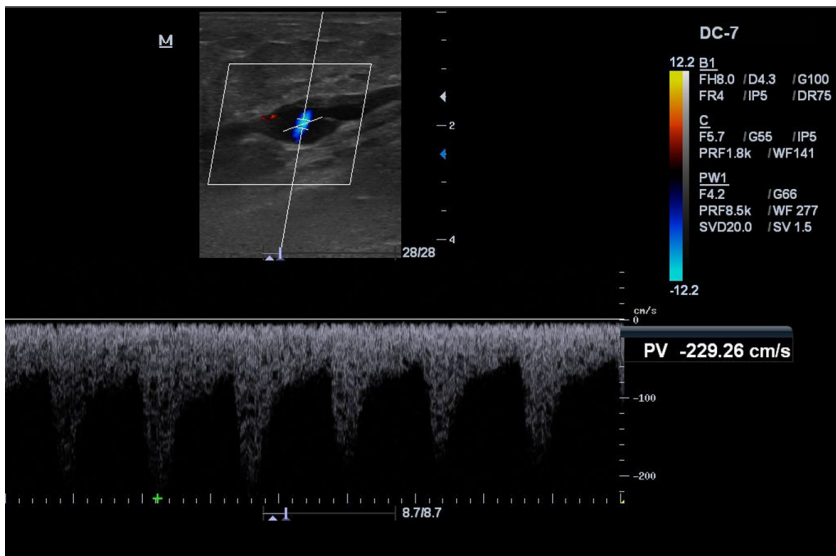 M
DC-7
12.2
B1
FH8.0 /D4.3 /G100
FR4 /IP5 /DR75
C
F5.7 /G55 /IP5
PRF1.8k /WF141
PW1
F4.2 /G66
PRF8.5k /WF 277
SVD20.0 /SV 1.5
-12.2
2
4
28/28
cm/s
0
PV -229.26 cm/s
-100
-200
8.7/8.7